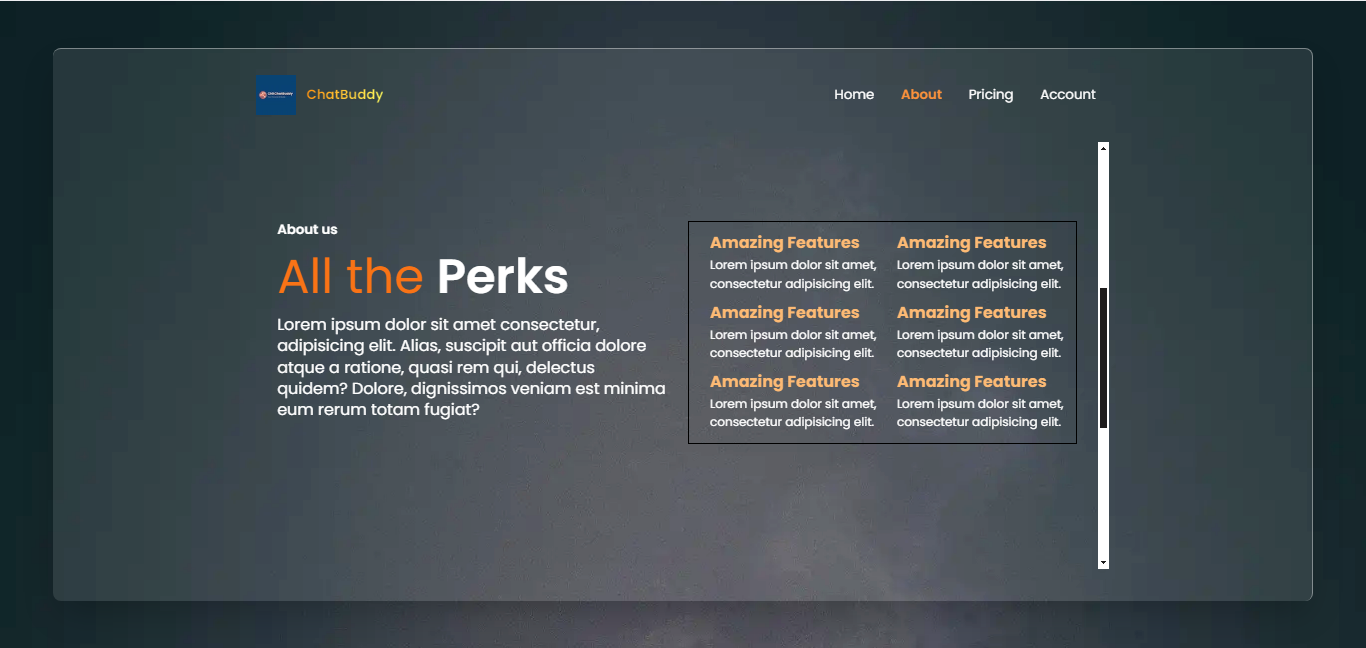 ChatBuddy
Home About Pricing Account
About us
All the Perks
Lorem ipsum dolor sit amet consectetur,
adipisicing elit. Alias, suscipit aut officia dolore
atque a ratione, quasi rem qui, delectus
quidem? Dolore, dignissimos veniam est minima
eum rerum totam fugiat?
Amazing Features
Lorem ipsum dolor sit amet,
consectetur adipisicing elit.
Amazing Features
Lorem ipsum dolor sit amet,
consectetur adipisicing elit.
Amazing Features
Lorem ipsum dolor sit amet,
consectetur adipisicing elit.
Amazing Features
Lorem ipsum dolor sit amet,
consectetur adipisicing elit.
Amazing Features
Lorem ipsum dolor sit amet,
consectetur adipisicing elit.
Amazing Features
Lorem ipsum dolor sit amet,
consectetur adipisicing elit.